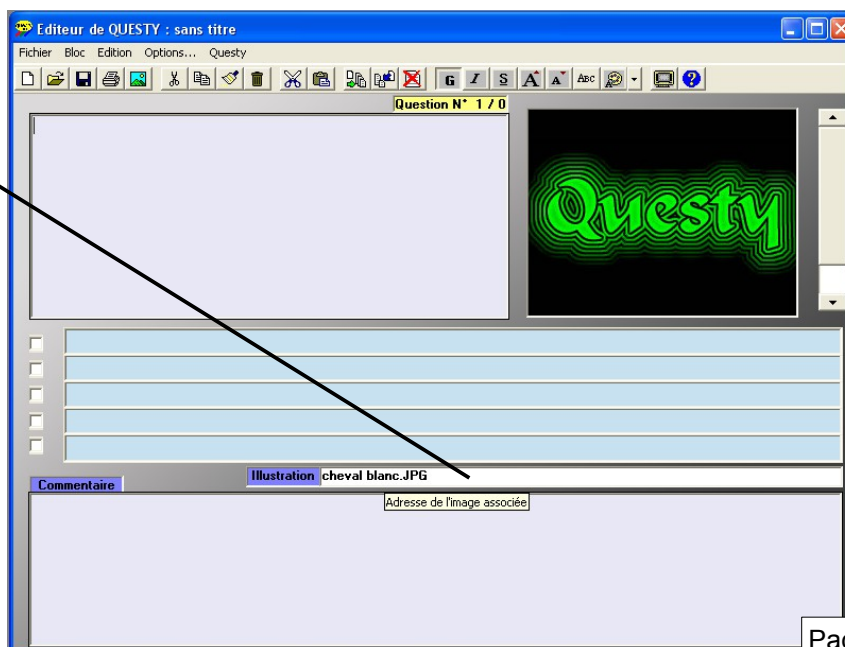 Editeur de QUESTY : sans titre
Fichier Bloc Edition Options... Questy
G I S A A ABC ?
Question N° 1 / 0
Questy
Illustration cheval blanc.JPG
Commentaire
Adresse de l'image associée